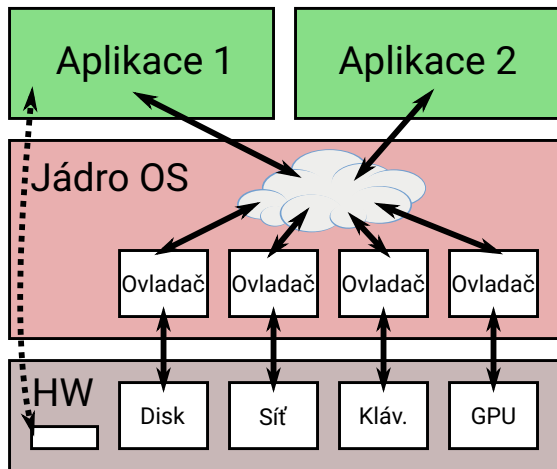 Aplikace 1
Aplikace 2
Jádro OS
Ovladač
Ovladač
Ovladač
Ovladač
HW
Disk
Síť
Kláv.
GPU